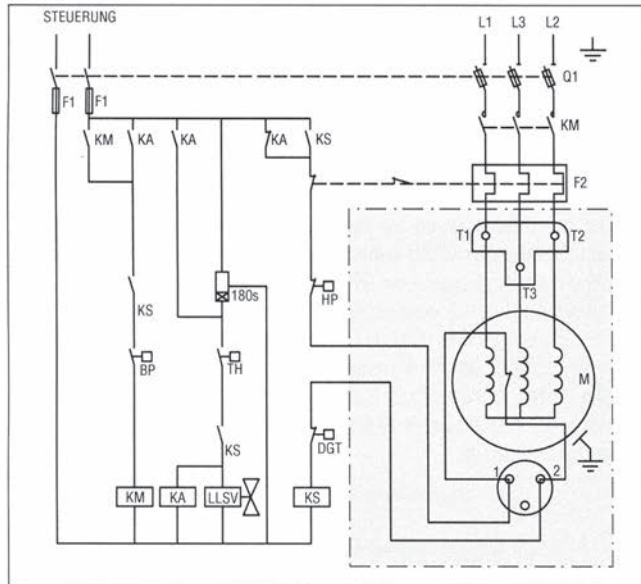 STEUERUNG
L1 L3 L2
Q1
F1 F1
KM
KM KA KA KA KS
F2
T1 T2
T3
180s HP
KS
BP TH M
KS DGT
1 2
KM KA LLSV KS